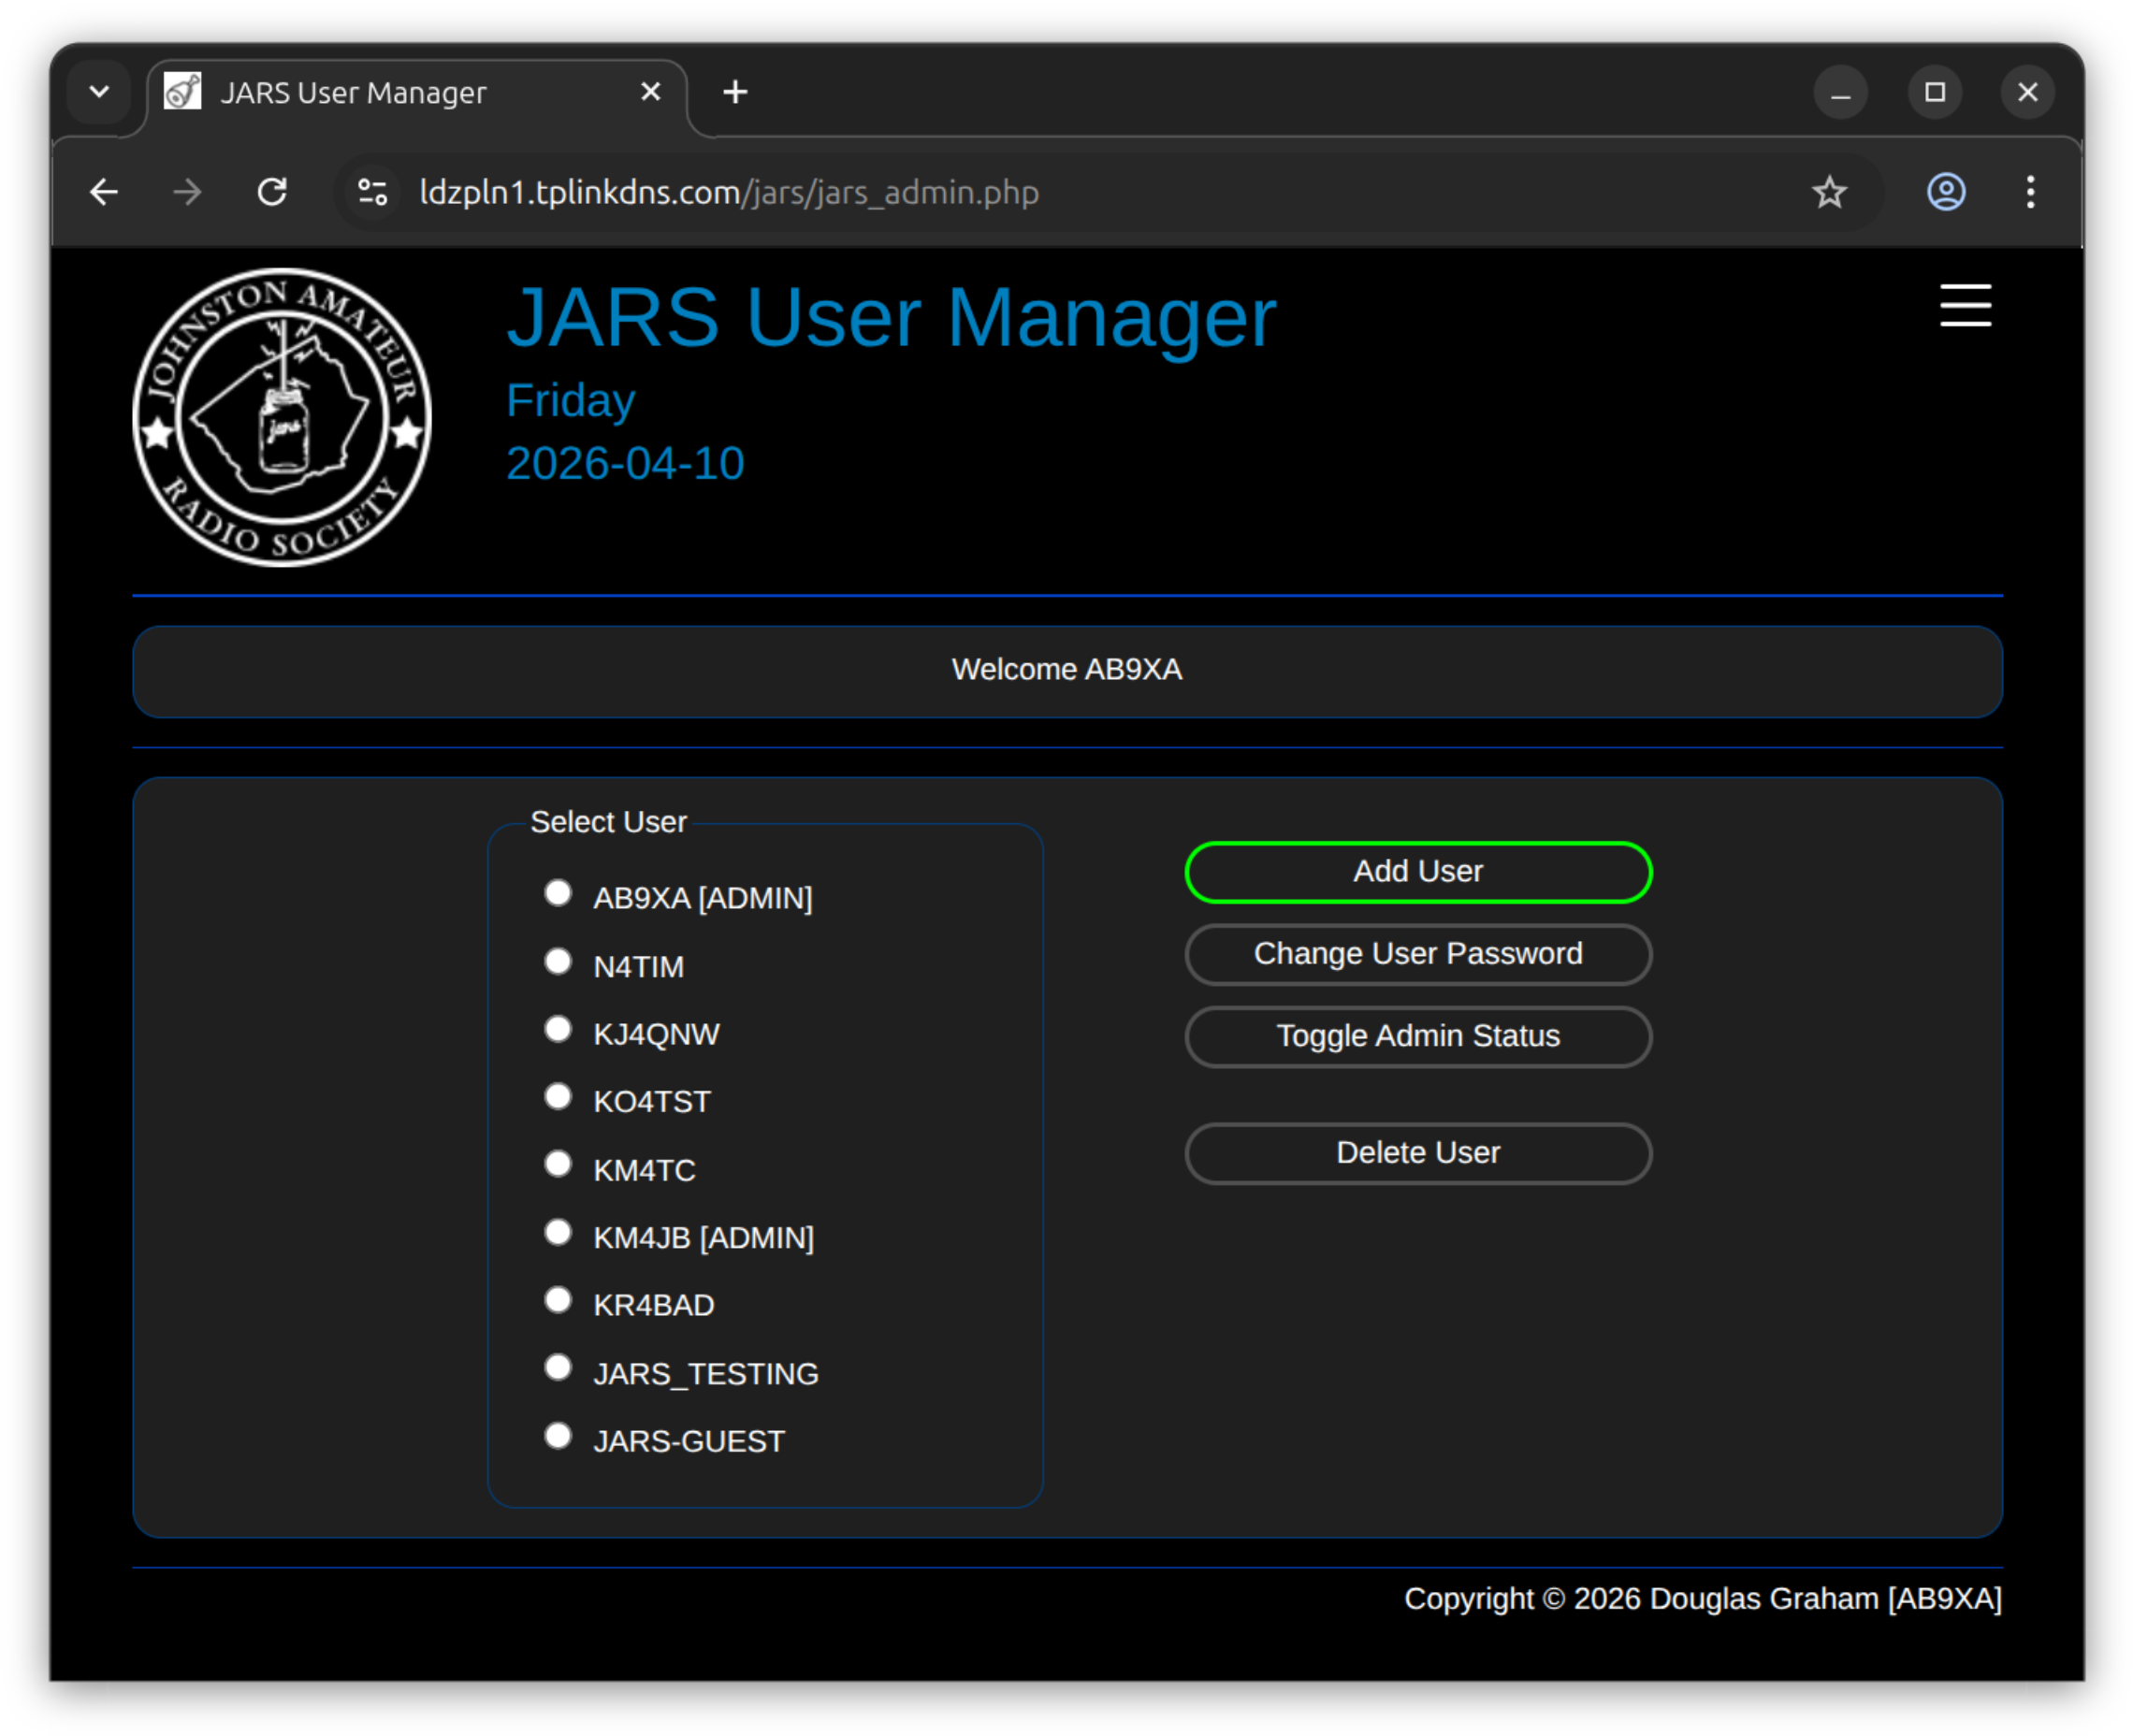 JARS User Manager
ldzpln1.tplinkdns.com/jars/jars_admin.php
JOHNSTON AMATEUR
jars
RADIO SOCIETY
JARS User Manager
Friday
2026-04-10
Welcome AB9XA
Select User
AB9XA [ADMIN]
N4TIM
KJ4QNW
KO4TST
KM4TC
KM4JB [ADMIN]
KR4BAD
JARS_TESTING
JARS-GUEST
Add User
Change User Password
Toggle Admin Status
Delete User
Copyright © 2026 Douglas Graham [AB9XA]